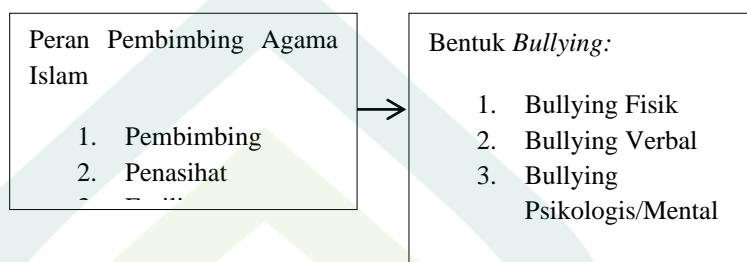 Peran Pembimbing Agama
Islam
1. Pembimbing
2. Penasihat
Bentuk Bullying:
1. Bullying Fisik
2. Bullying Verbal
3. Bullying
Psikologis/Mental